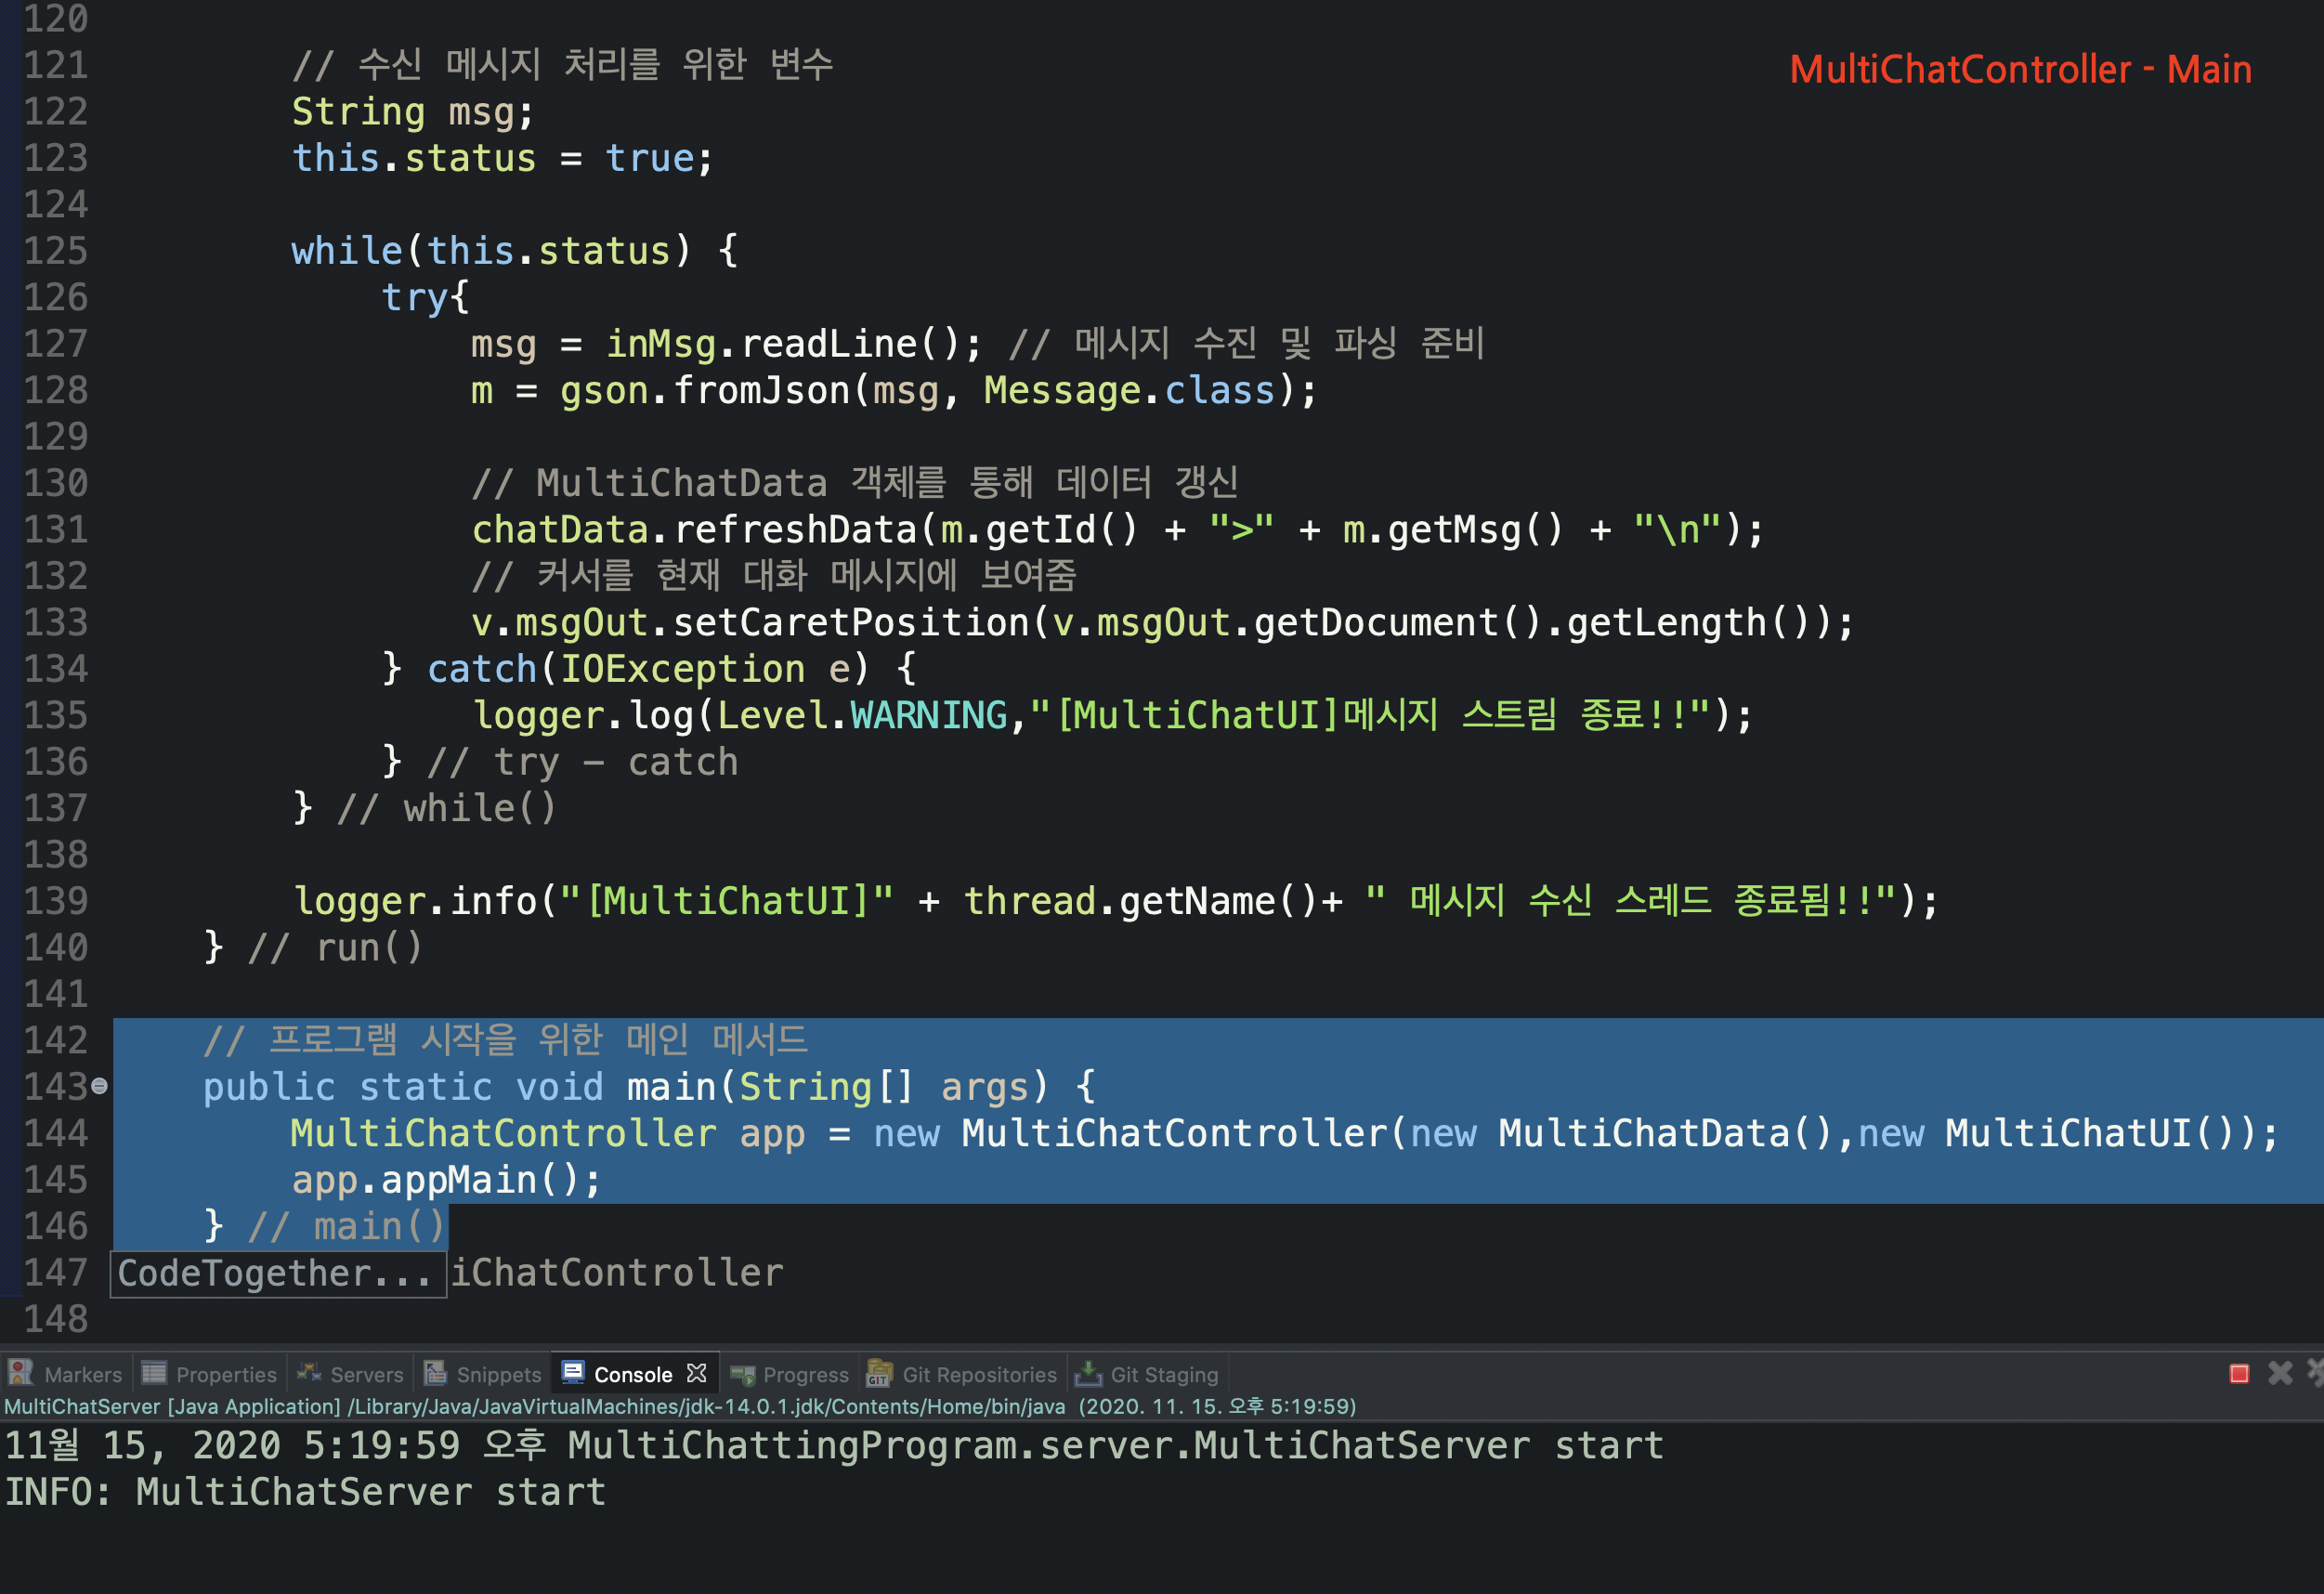 120
121 // 수신 메시지 처리를 위한 변수
MultiChatController - Main
122 String msg;
123 this.status = true;
124
125 while(this.status) {
126 try{
127 msg = inMsg.readLine(); // 메시지 수진 및 파싱 준비
128 m = gson.fromJson(msg, Message.class);
129
130 // MultiChatData 객체를 통해 데이터 갱신
131 chatData.refreshData(m.getId() + ">" + m.getMsg() + "\n");
132 // 커서를 현재 대화 메시지에 보여줌
133 v.msgOut.setCaretPosition(v.msgOut.getDocument().getLength());
134 } catch(IOException e) {
135 logger.log(Level.WARNING,"[MultiChatUI]메시지 스트림 종료!!");
136 } // try - catch
137 } // while()
138
139 logger.info("[MultiChatUI]" + thread.getName()+ " 메시지 수신 스레드 종료됨!!");
140 } // run()
141
142 // 프로그램 시작을 위한 메인 메서드
143 public static void main(String[] args) {
144 MultiChatController app = new MultiChatController(new MultiChatData(),new MultiChatUI());
145 app.appMain();
146 } // main()
147 CodeTogether... iChatController
148
Markers Properties Servers Snippets Console Progress Git Repositories Git Staging
MultiChatServer [Java Application] /Library/Java/JavaVirtualMachines/jdk-14.0.1.jdk/Contents/Home/bin/java (2020. 11. 15. 오후 5:19:59)
11월 15, 2020 5:19:59 오후 MultiChattingProgram.server.MultiChatServer start
INFO: MultiChatServer start